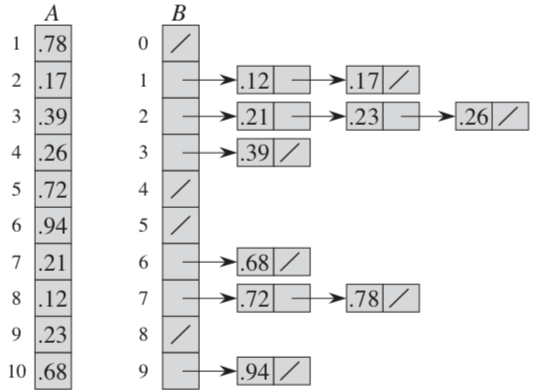 A B
1 .78 0 /
2 .17 1 .12 .17 /
3 .39 2 .21 .23 .26 /
4 .26 3 .39 /
5 .72 4 /
6 .94 5 /
7 .21 6 .68 /
8 .12 7 .72 .78 /
9 .23 8 /
10 .68 9 .94 /